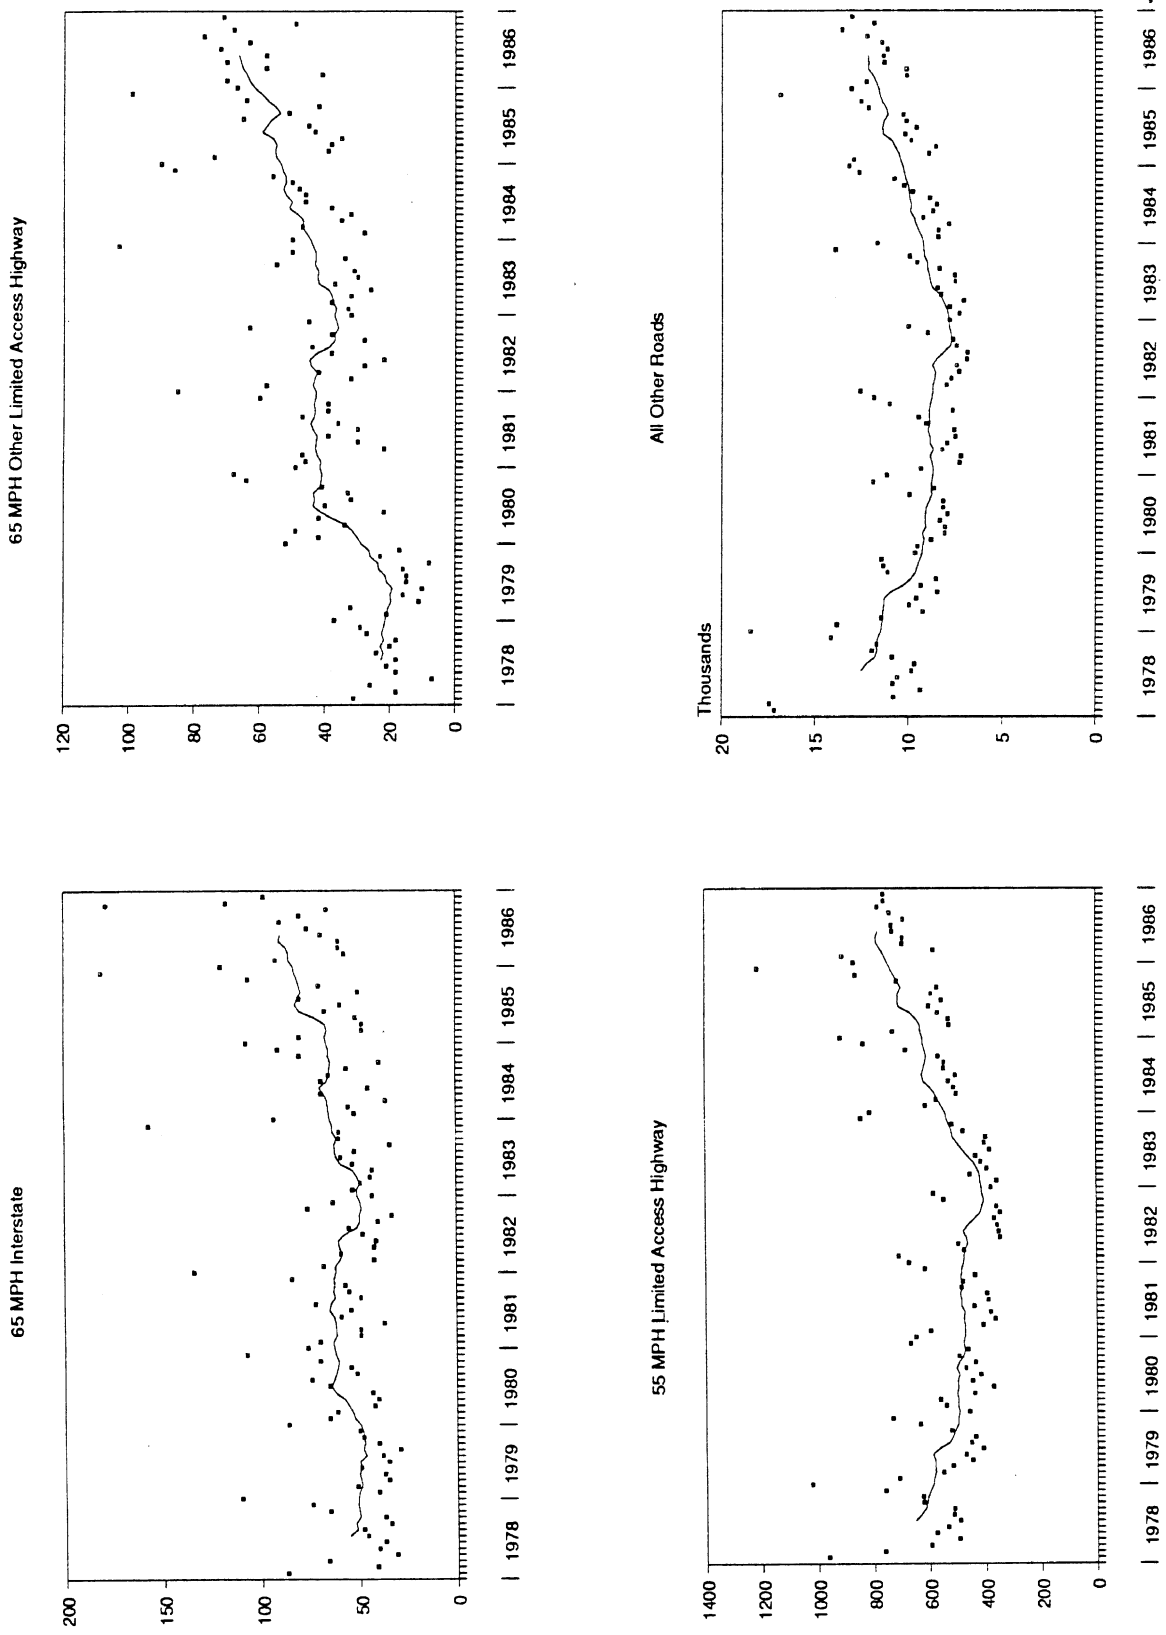 65 MPH Interstate
200
150
100
50
0
| 1978 | 1979 | 1980 | 1981 | 1982 | 1983 | 1984 | 1985 | 1986 |
65 MPH Other Limited Access Highway
120
100
80
60
40
20
0
| 1978 | 1979 | 1980 | 1981 | 1982 | 1983 | 1984 | 1985 | 1986 |
55 MPH Limited Access Highway
1400
1200
1000
800
600
400
200
0
| 1978 | 1979 | 1980 | 1981 | 1982 | 1983 | 1984 | 1985 | 1986 |
All Other Roads
Thousands
20
15
10
5
0
| 1978 | 1979 | 1980 | 1981 | 1982 | 1983 | 1984 | 1985 | 1986 |